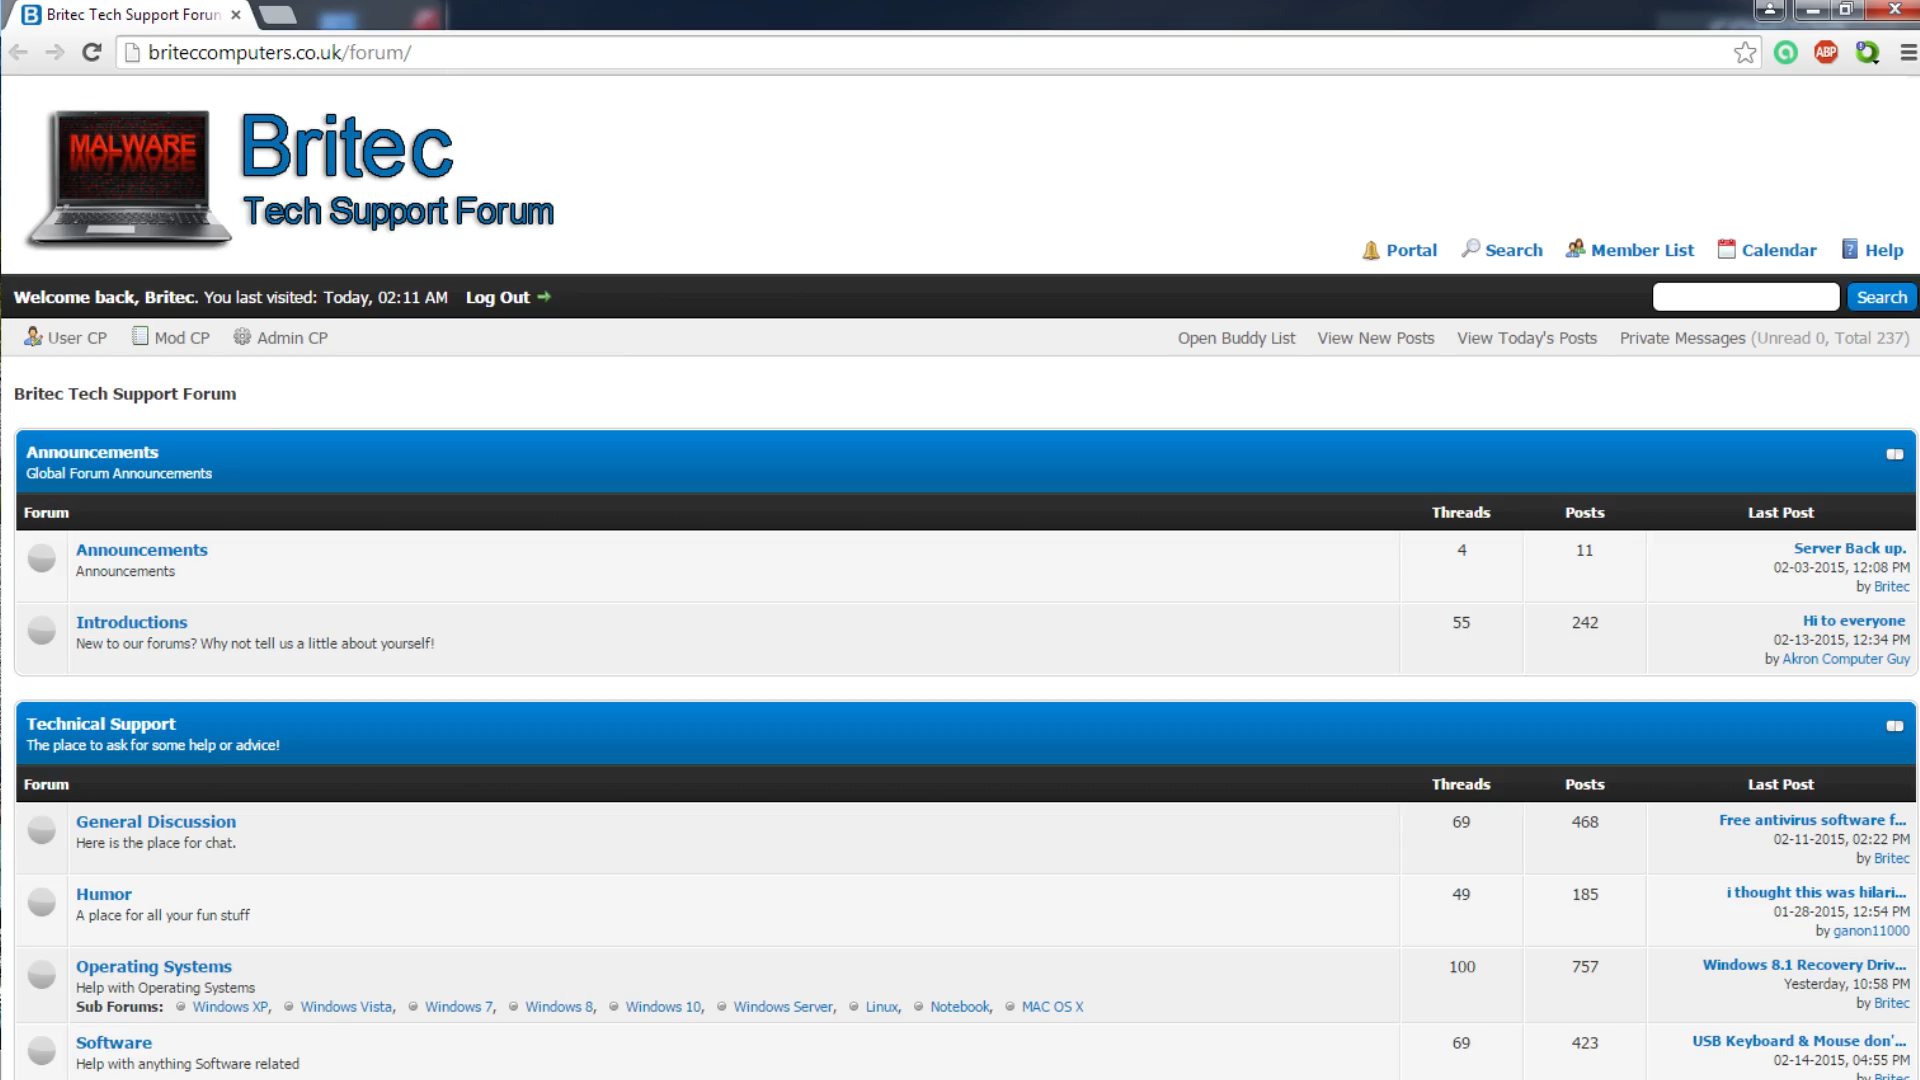 Britec Tech Support Forun
briteccomputers.co.uk/forum/
ABP
MALWARE
Britec
Tech Support Forum
Portal Search Member List Calendar Help
Welcome back, Britec. You last visited: Today, 02:11 AM Log Out
Search
User CP Mod CP Admin CP
Open Buddy List View New Posts View Today's Posts Private Messages (Unread 0, Total 237)
Britec Tech Support Forum
Announcements
Global Forum Announcements
Forum Threads Posts Last Post
Announcements 4 11 Server Back up.
Announcements 02-03-2015, 12:08 PM
by Britec
Introductions 55 242 Hi to everyone
New to our forums? Why not tell us a little about yourself! 02-13-2015, 12:34 PM
by Akron Computer Guy
Technical Support
The place to ask for some help or advice!
Forum Threads Posts Last Post
General Discussion 69 468 Free antivirus software f...
Here is the place for chat. 02-11-2015, 02:22 PM
by Britec
Humor 49 185 i thought this was hilari...
A place for all your fun stuff 01-28-2015, 12:54 PM
by ganon11000
Operating Systems 100 757 Windows 8.1 Recovery Driv...
Help with Operating Systems Yesterday, 10:58 PM
Sub Forums: Windows XP, Windows Vista, Windows 7, Windows 8, Windows 10, Windows Server, Linux, Notebook, MAC OS X by Britec
Software 69 423 USB Keyboard & Mouse don'...
Help with anything Software related 02-14-2015, 04:55 PM
by Britec